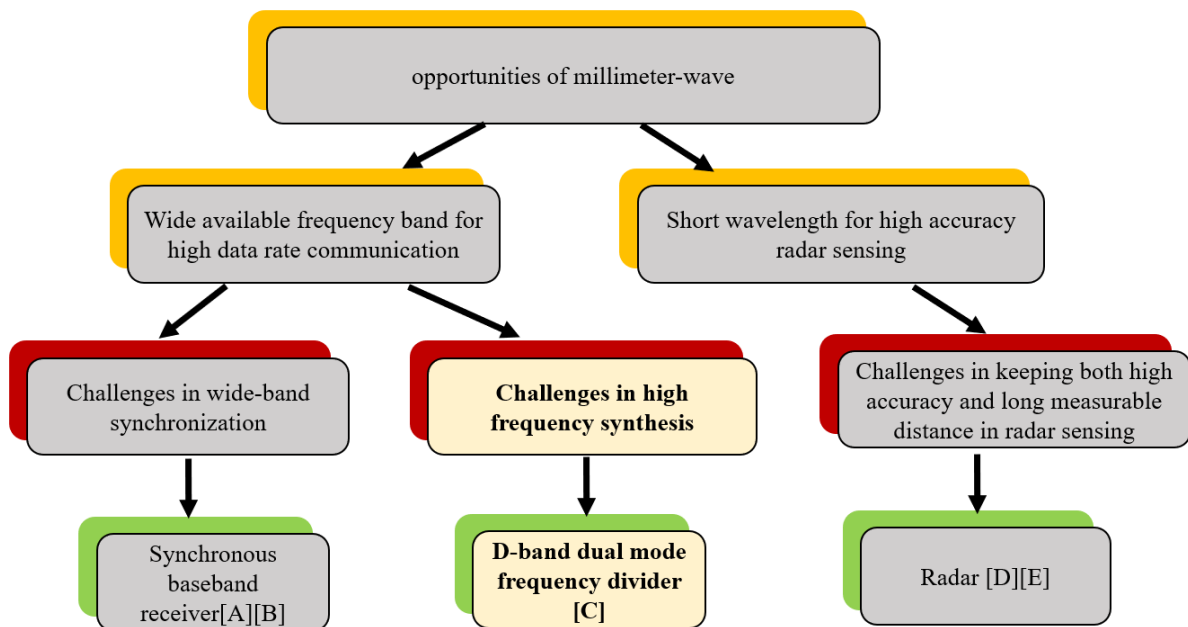 opportunities of millimeter-wave
Wide available frequency band for
high data rate communication
Short wavelength for high accuracy
radar sensing
Challenges in wide-band
synchronization
Challenges in high
frequency synthesis
Challenges in keeping both high
accuracy and long measurable
distance in radar sensing
Synchronous
baseband
receiver[A][B]
D-band dual mode
frequency divider
[C]
Radar [D][E]